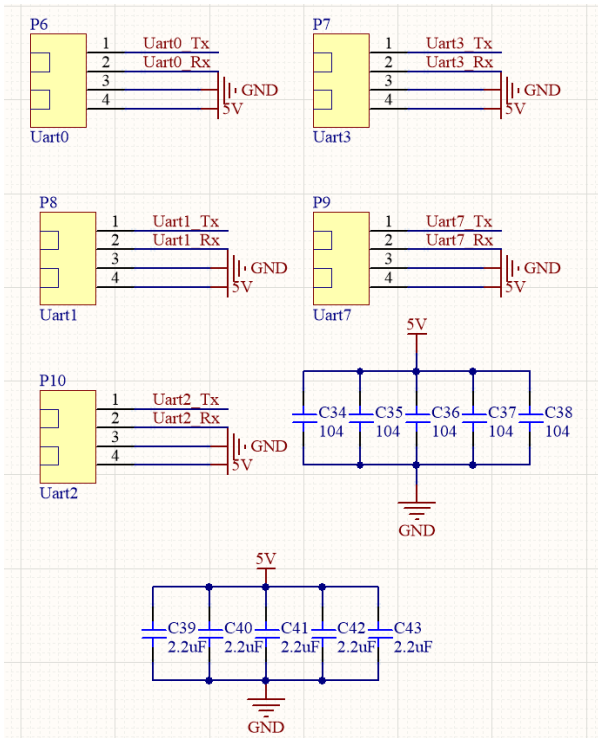 P6
1 Uart0_Tx
2 Uart0_Rx
3 GND
4 5V
Uart0
P7
1 Uart3_Tx
2 Uart3_Rx
3 GND
4 5V
Uart3
P8
1 Uart1_Tx
2 Uart1_Rx
3 GND
4 5V
Uart1
P9
1 Uart7_Tx
2 Uart7_Rx
3 GND
4 5V
Uart7
P10
1 Uart2_Tx
2 Uart2_Rx
3 GND
4 5V
Uart2
5V
C34 C35 C36 C37 C38
104 104 104 104 104
GND
5V
C39 C40 C41 C42 C43
2.2uF 2.2uF 2.2uF 2.2uF 2.2uF
GND